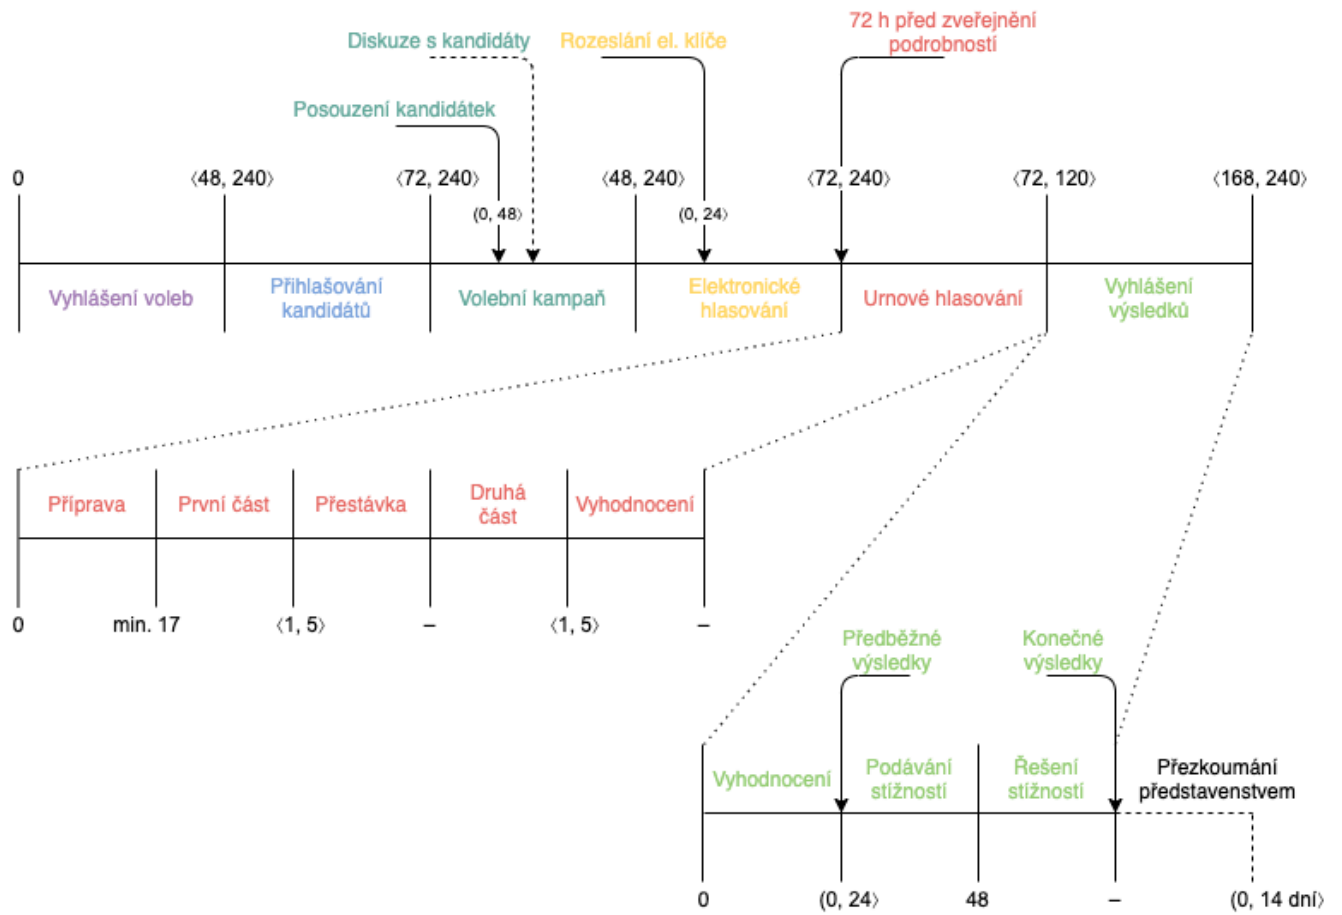 72 h před zveřejnění
podrobností
Diskuze s kandidáty
Rozeslání el. klíče
Posouzení kandidátek
0
⟨48, 240⟩
⟨72, 240⟩
⟨48, 240⟩
⟨72, 240⟩
⟨72, 120⟩
⟨168, 240⟩
(0, 48⟩
(0, 24⟩
Vyhlášení voleb
Přihlašování
kandidátů
Volební kampaň
Elektronické
hlasování
Urnové hlasování
Vyhlášení
výsledků
Příprava
První část
Přestávka
Druhá
část
Vyhodnocení
0
min. 17
⟨1, 5⟩
–
⟨1, 5⟩
–
Předběžné
výsledky
Konečné
výsledky
Vyhodnocení
Podávání
stížností
Řešení
stížností
Přezkoumání
představenstvem
0
(0, 24⟩
48
–
(0, 14 dní⟩